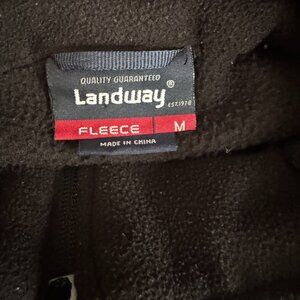 QUALITY GUARANTEED
Landway®
EST.1978
FLEECE M
MADE IN CHINA